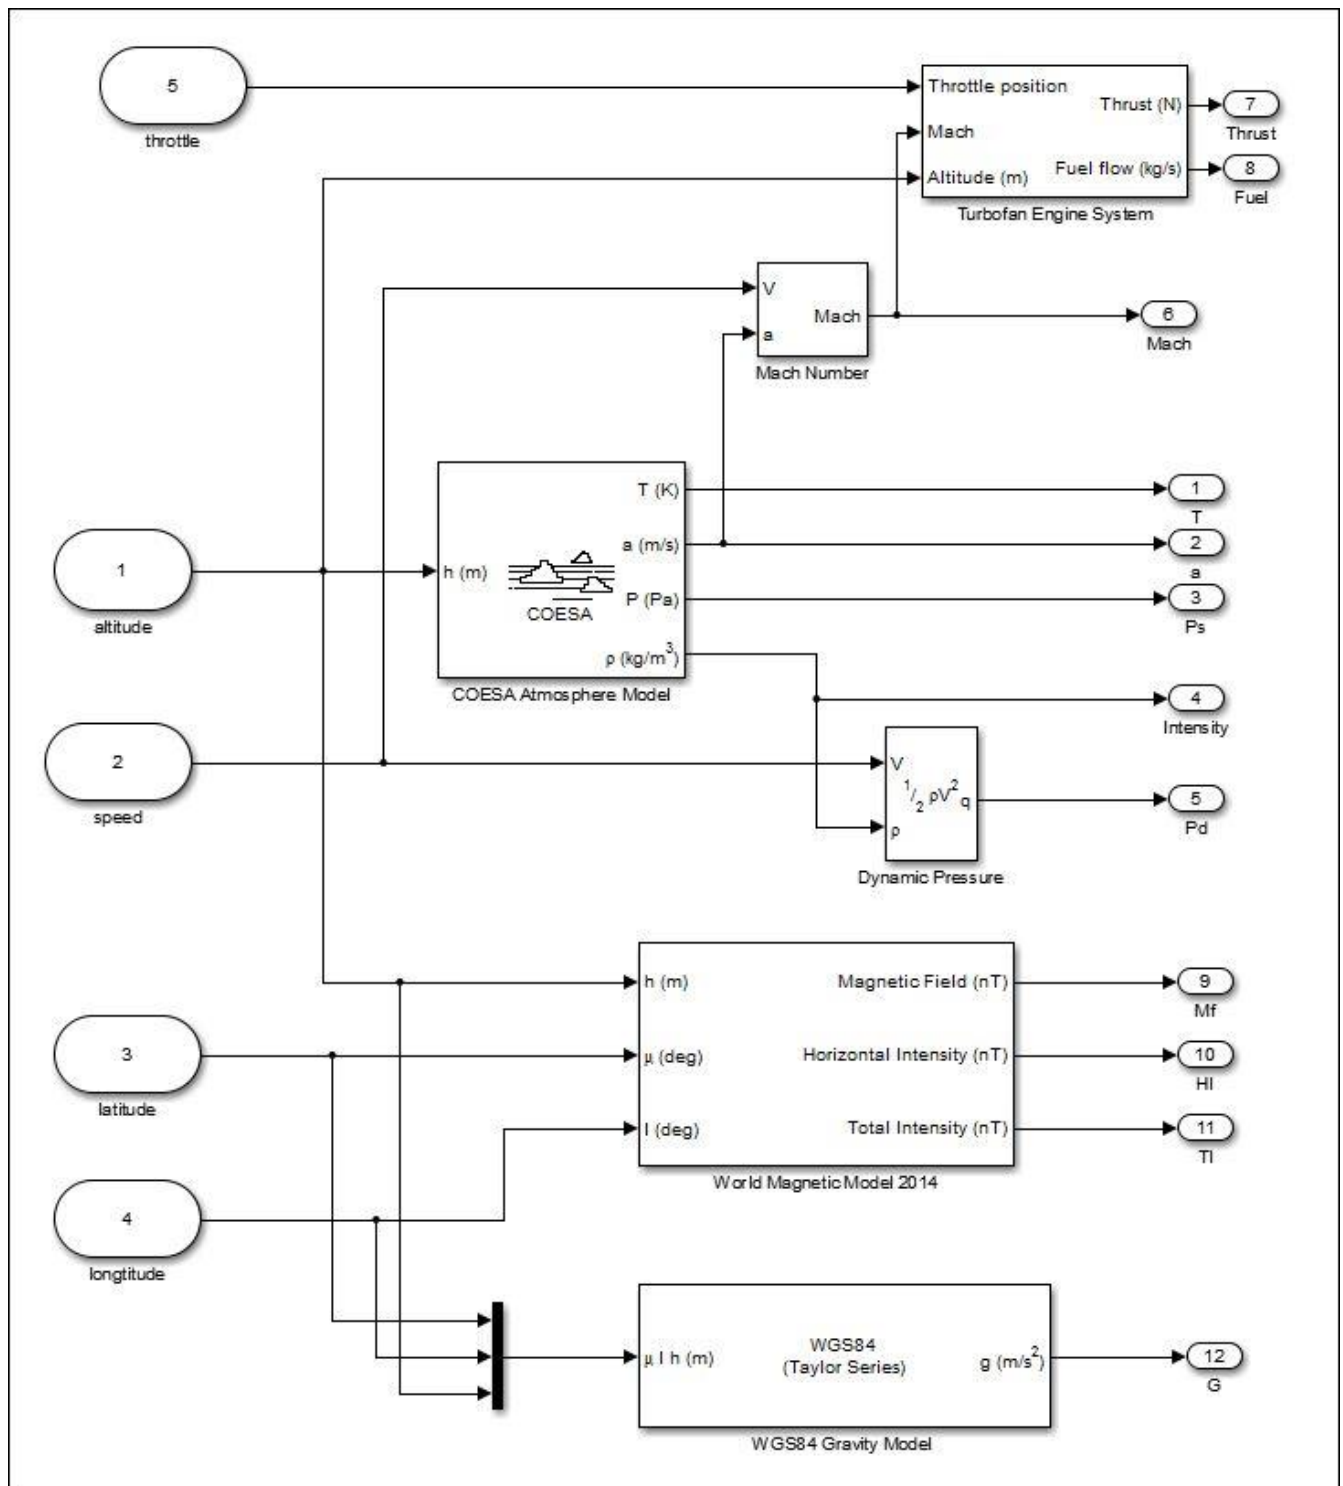 5
throttle
Throttle position
Mach
Altitude (m)
Thrust (N)
Fuel flow (kg/s)
Turbofan Engine System
7
Thrust
8
Fuel
V
a
Mach
Mach Number
6
Mach
1
altitude
h (m)
COESA
T (K)
a (m/s)
P (Pa)
ρ (kg/m³)
COESA Atmosphere Model
1
T
2
a
3
Ps
4
Intensity
2
speed
V
ρ
1/2 ρV² q
Dynamic Pressure
5
Pd
3
latitude
4
longtitude
h (m)
μ (deg)
l (deg)
Magnetic Field (nT)
Horizontal Intensity (nT)
Total Intensity (nT)
World Magnetic Model 2014
9
Mf
10
HI
11
TI
μ l h (m)
WGS84
(Taylor Series)
g (m/s²)
WGS84 Gravity Model
12
G